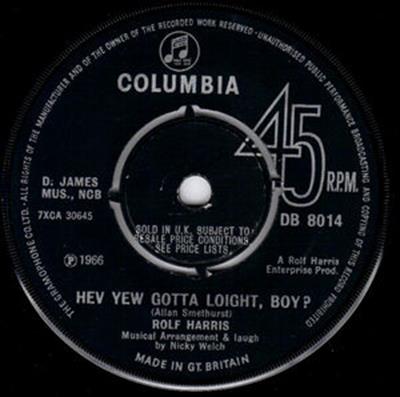 -ALL RIGHTS OF THE MANUFACTURER AND OF THE OWNER OF THE RECORDED WORK RESERVED-UNAUTHORISED PUBLIC PERFORMANCE BROADCASTING AND COPYING OF THIS RECORD PROHIBITED
THE GRAMOPHONE CO. LTD.
COLUMBIA
45
R.P.M.
D. JAMES
MUS., NCB
7XCA 30645
SOLD IN U.K. SUBJECT TO
RESALE PRICE CONDITIONS,
SEE PRICE LISTS
DB 8014
Ⓟ 1966
A Rolf Harris
Enterprise Prod.
HEV YEW GOTTA LOIGHT, BOY?
(Allan Smethurst)
ROLF HARRIS
Musical Arrangement & laugh
by Nicky Welch
MADE IN GT. BRITAIN